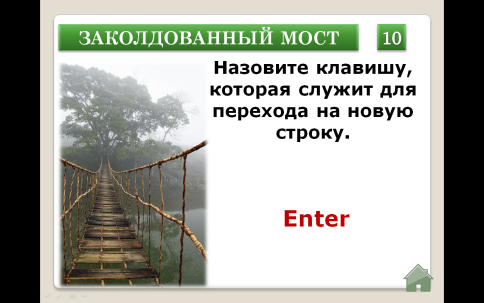 ЗАКОЛДОВАННЫЙ МОСТ
10
Назовите клавишу,
которая служит для
перехода на новую
строку.
Enter